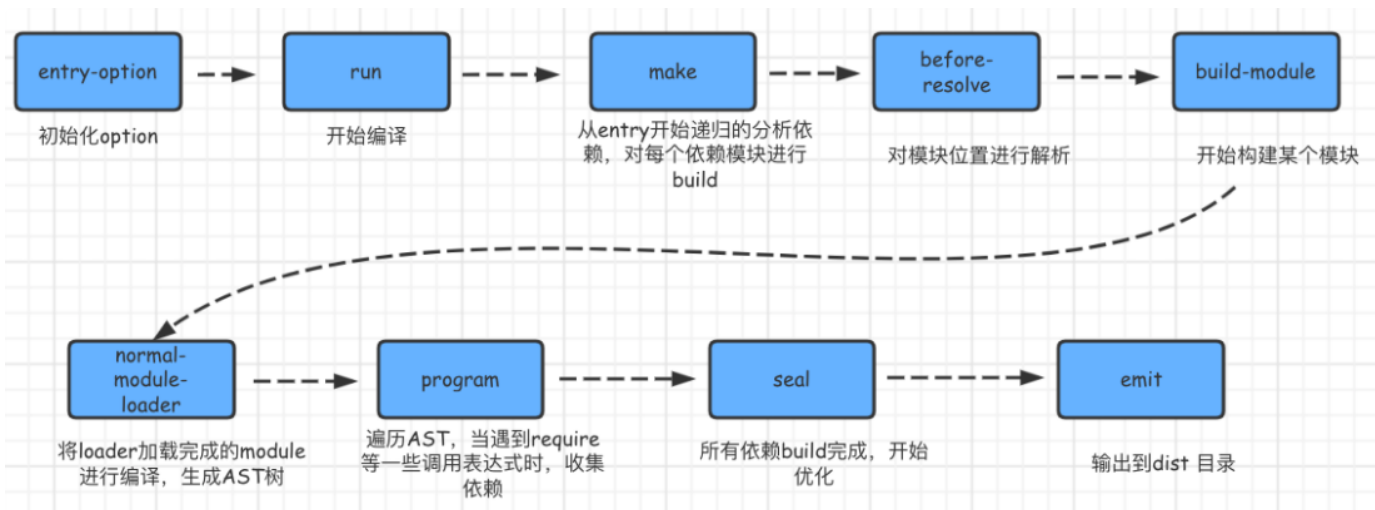 entry-option
run
make
before-
resolve
build-module
初始化option
开始编译
从entry开始递归的分析依
赖，对每个依赖模块进行
build
对模块位置进行解析
开始构建某个模块
normal-
module-
loader
program
seal
emit
将loader加载完成的module
进行编译，生成AST树
遍历AST，当遇到require
等一些调用表达式时，收集
依赖
所有依赖build完成，开始
优化
输出到dist 目录